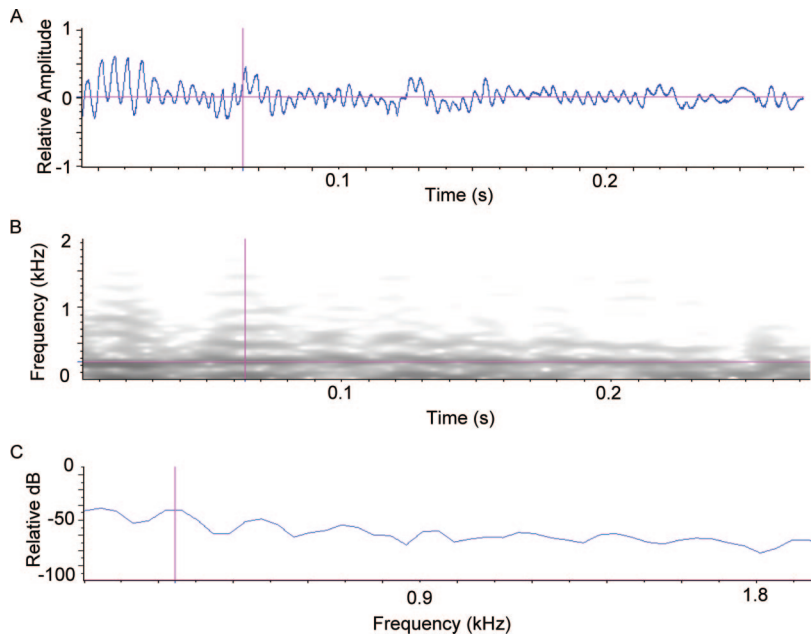 A
Relative Amplitude
1
0
-1
0.1 0.2
Time (s)
B
Frequency (kHz)
2
1
0
0.1 0.2
Time (s)
C
Relative dB
0
-50
-100
0.9 1.8
Frequency (kHz)